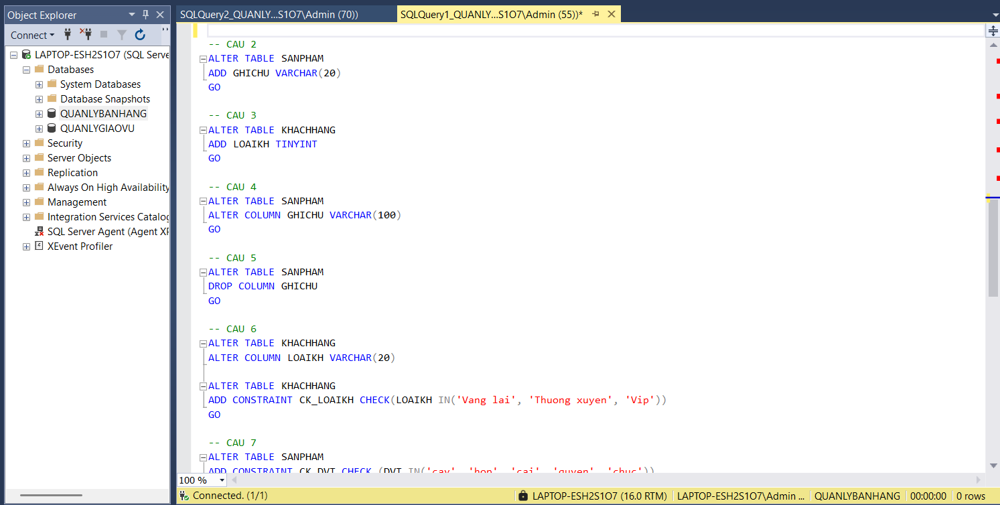 Object Explorer
Connect
LAPTOP-ESH2S1O7 (SQL Serve
Databases
System Databases
Database Snapshots
QUANLYBANHANG
QUANLYGIAOVU
Security
Server Objects
Replication
Always On High Availability
Management
Integration Services Catalog
SQL Server Agent (Agent XP
XEvent Profiler
SQLQuery2_QUANLY...S1O7\Admin (70))
SQLQuery1_QUANLY...S1O7\Admin (55))*
-- CAU 2
ALTER TABLE SANPHAM
ADD GHICHU VARCHAR(20)
GO
-- CAU 3
ALTER TABLE KHACHHANG
ADD LOAIKH TINYINT
GO
-- CAU 4
ALTER TABLE SANPHAM
ALTER COLUMN GHICHU VARCHAR(100)
GO
-- CAU 5
ALTER TABLE SANPHAM
DROP COLUMN GHICHU
GO
-- CAU 6
ALTER TABLE KHACHHANG
ALTER COLUMN LOAIKH VARCHAR(20)
ALTER TABLE KHACHHANG
ADD CONSTRAINT CK_LOAIKH CHECK(LOAIKH IN('Vang lai', 'Thuong xuyen', 'Vip'))
GO
-- CAU 7
ALTER TABLE SANPHAM
ADD CONSTRAINT CK_DVT CHECK (DVT IN('cay', 'hop', 'cai', 'quyen', 'chuc'))
100 %
Connected. (1/1)
LAPTOP-ESH2S1O7 (16.0 RTM)
LAPTOP-ESH2S1O7\Admin ...
QUANLYBANHANG
00:00:00
0 rows